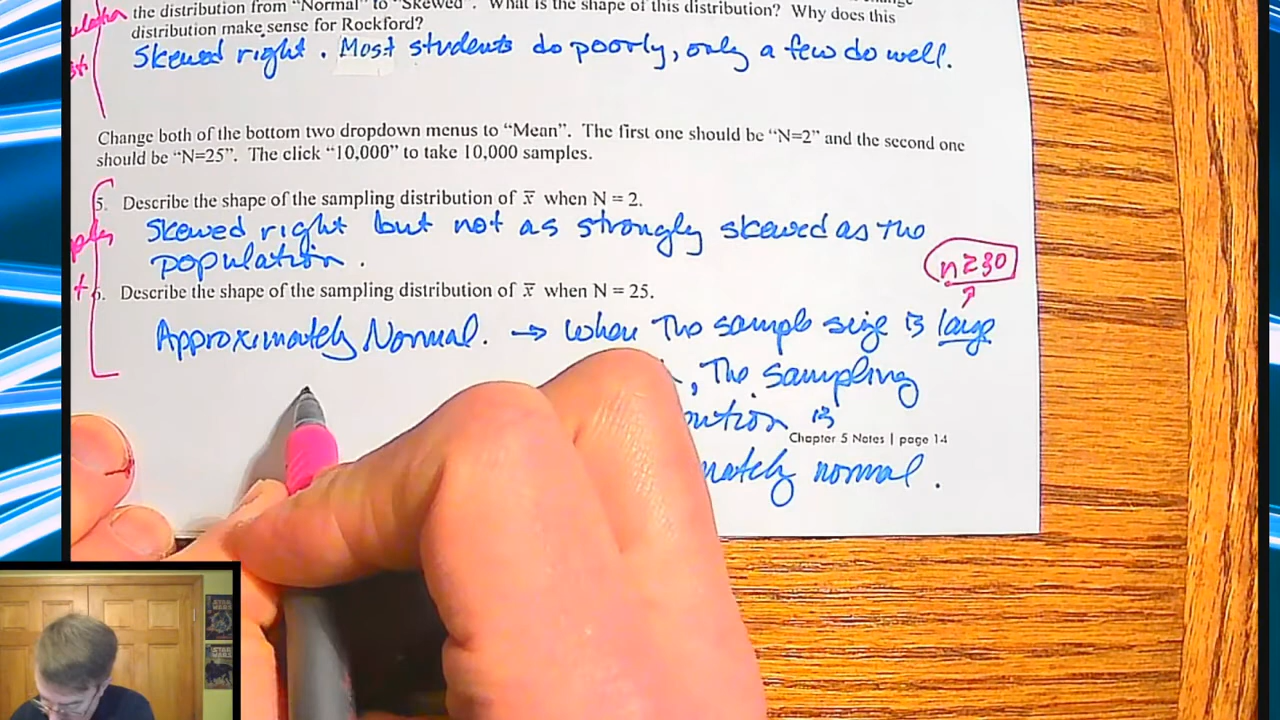 the distribution from “Normal” to “Skewed”. What is the shape of this distribution? Why does this
distribution make sense for Rockford?
Skewed right. Most students do poorly, only a few do well.
Change both of the bottom two dropdown menus to “Mean”. The first one should be “N=2” and the second one
should be “N=25”. The click “10,000” to take 10,000 samples.
5. Describe the shape of the sampling distribution of x̅ when N = 2.
Skewed right but not as strongly skewed as the
population.
n≥30
Describe the shape of the sampling distribution of x̅ when N = 25.
Approximately Normal. → When the sample size is large
, the sampling
is
Chapter 5 Notes | page 14
normal.
STAR WARS
STAR WARS